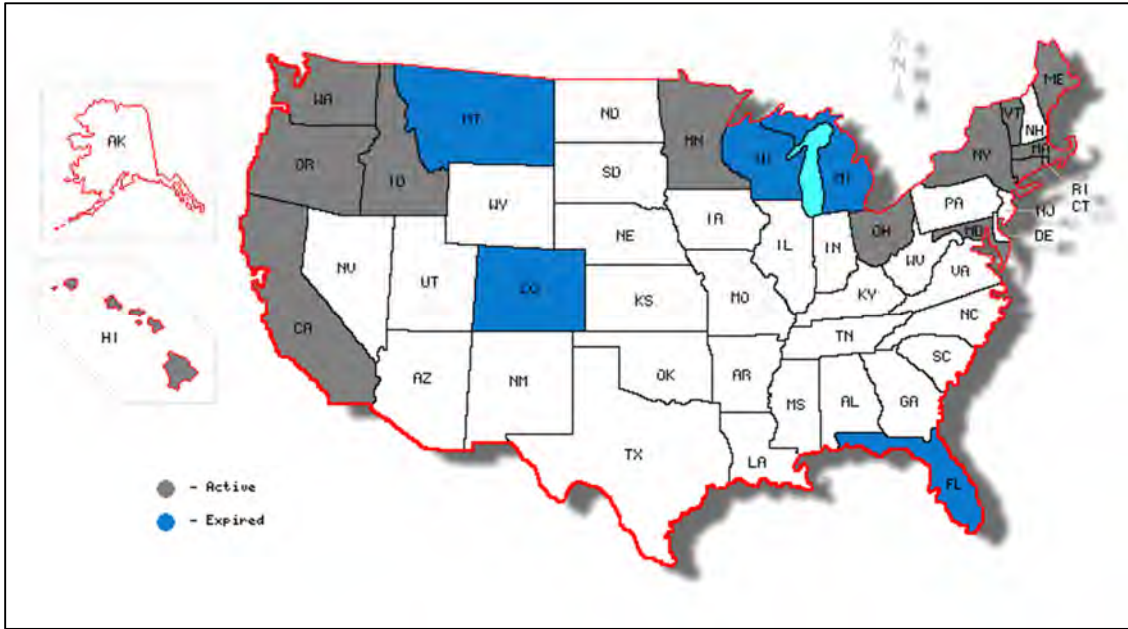 ME
WA
VT
MT
ND
NH
AK
MN
MA
NY
OR
WI
SD
ID
MI
RI
PA
WY
CT
IA
NJ
OH
MD
DE
NE
IL
IN
NV
WV
UT
VA
CO
KY
KS
MO
NC
CA
HI
TN
SC
OK
AR
AZ
NM
GA
MS
AL
TX
LA
FL
- Active
- Expired